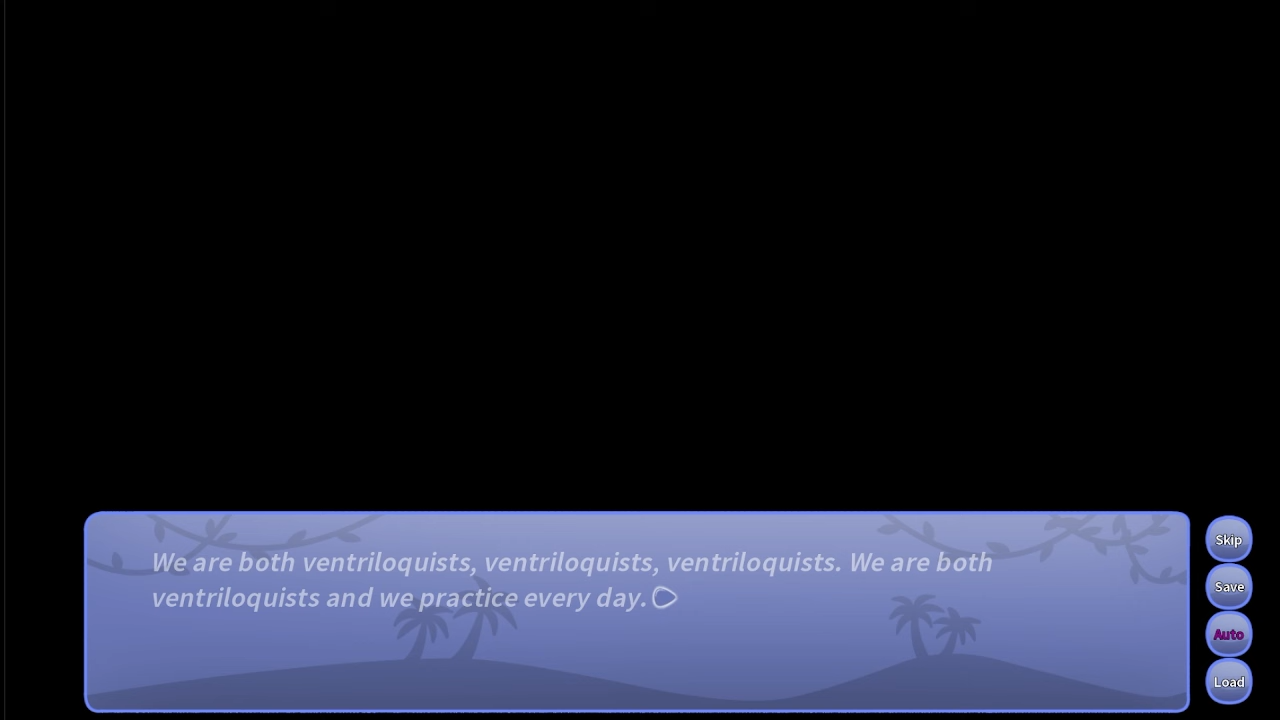 We are both ventriloquists, ventriloquists, ventriloquists. We are both
ventriloquists and we practice every day.
Skip
Save
Auto
Load